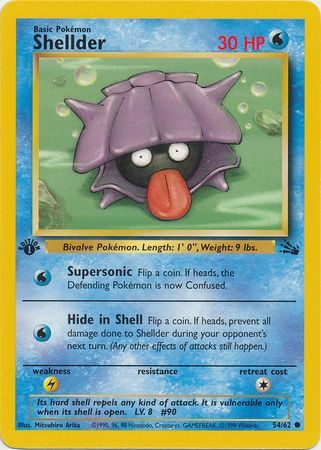 Basic Pokémon
Shellder
30 HP
Bivalve Pokémon. Length: 1' 0", Weight: 9 lbs.
EDITION
1
Supersonic Flip a coin. If heads, the
Defending Pokémon is now Confused.
Hide in Shell Flip a coin. If heads, prevent all
damage done to Shellder during your opponent's
next turn. (Any other effects of attacks still happen.)
weakness resistance retreat cost
Its hard shell repels any kind of attack. It is vulnerable only
when its shell is open. LV. 8 #90
Illus. Mitsuhiro Arita ©1995, 96, 98 Nintendo, Creatures, GAMEFREAK. ©1999 Wizards. 54/62